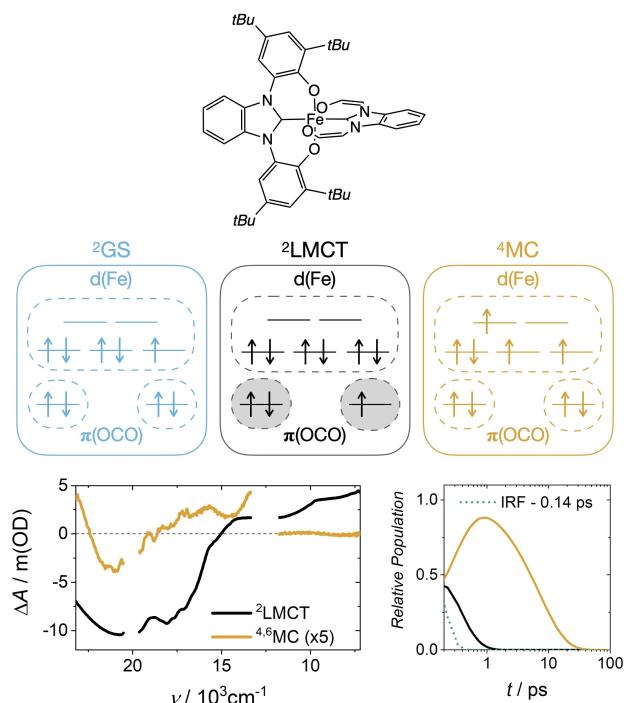 tBu
tBu
O
N
O
N
Fe
O
N
N
O
tBu
tBu
²GS
²LMCT
⁴MC
d(Fe)
d(Fe)
d(Fe)
π(OCO)
π(OCO)
π(OCO)
5
0
-5
-10
ΔA / m(OD)
²LMCT
⁴,⁶MC (x5)
20
15
10
ν / 10³cm⁻¹
1.0
0.5
0.0
Relative Population
IRF - 0.14 ps
1
10
100
t / ps